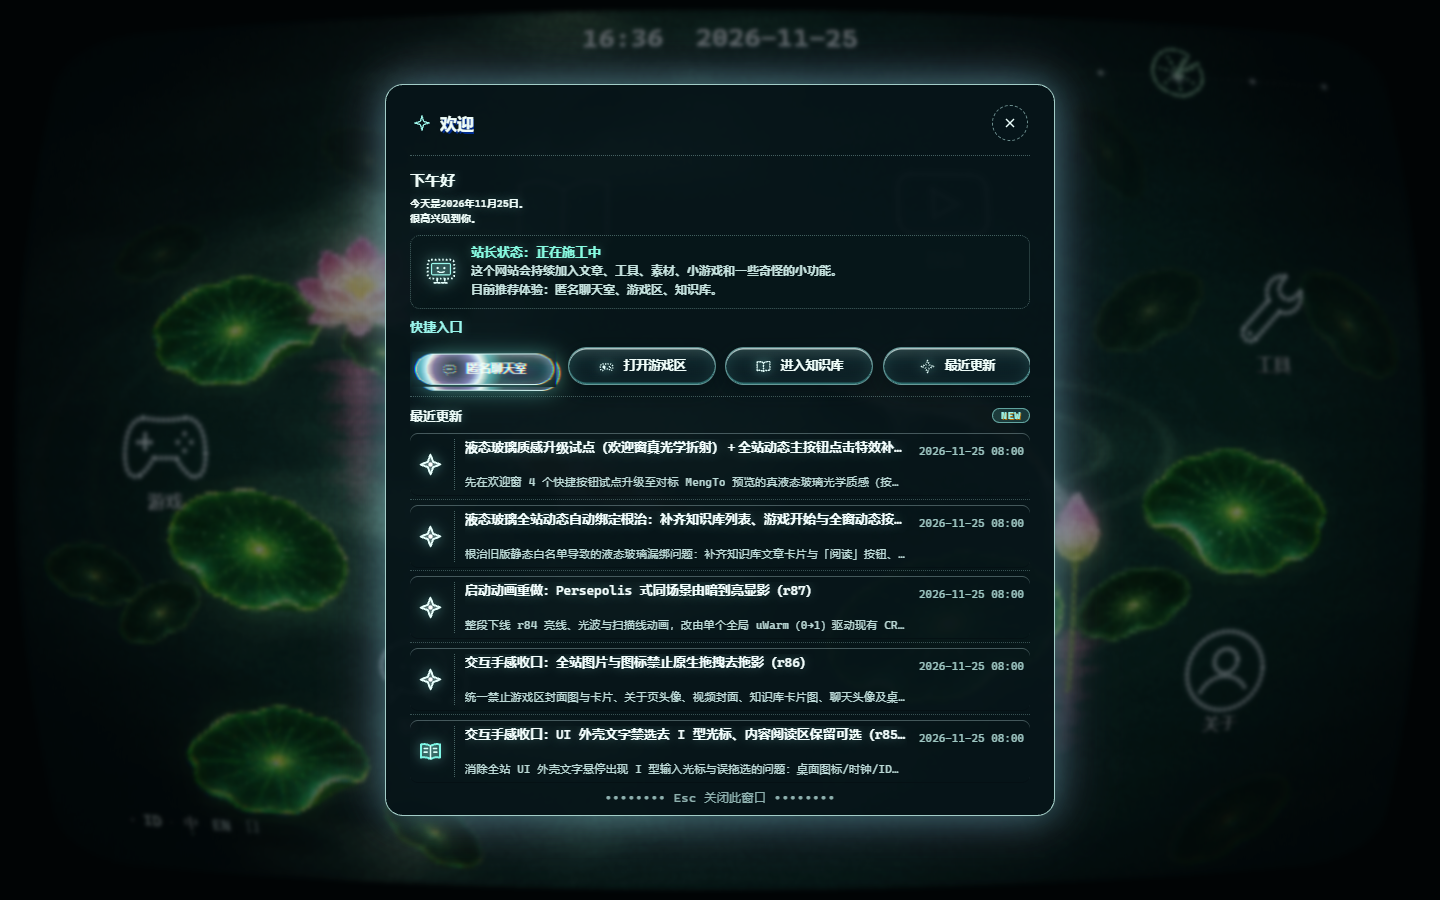 16:36 2026-11-25
欢迎
下午好
今天是2026年11月25日。
很高兴见到你。
站长状态：正在施工中
这个网站会持续加入文章、工具、素材、小游戏和一些奇怪的小功能。
目前推荐体验：匿名聊天室、游戏区、知识库。
快捷入口
匿名聊天室 打开游戏区 进入知识库 最近更新
最近更新 NEW
液态玻璃质感升级试点（欢迎窗真光学折射）+ 全站动态主按钮点击特效补… 2026-11-25 08:00
先在欢迎窗 4 个快捷按钮试点升级至对标 MengTo 预览的真液态玻璃光学质感（按…
液态玻璃全站动态自动绑定根治：补齐知识库列表、游戏开始与全窗动态按… 2026-11-25 08:00
根治旧版静态白名单导致的液态玻璃漏绑问题：补齐知识库文章卡片与「阅读」按钮、…
启动动画重做：Persepolis 式同场景由暗到亮显影（r87） 2026-11-25 08:00
整段下线 r84 亮线、光波与扫描线动画，改由单个全局 uWarm（0→1）驱动现有 CR…
交互手感收口：全站图片与图标禁止原生拖拽去拖影（r86） 2026-11-25 08:00
统一禁止游戏区封面图与卡片、关于页头像、视频封面、知识库卡片图、聊天头像及桌…
交互手感收口：UI 外壳文字禁选去 I 型光标、内容阅读区保留可选（r85… 2026-11-25 08:00
消除全站 UI 外壳文字悬停出现 I 型输入光标与误拖选的问题：桌面图标/时钟/ID…
•••••••• Esc 关闭此窗口 ••••••••
游戏
工具
关于
· ID 中 EN 日